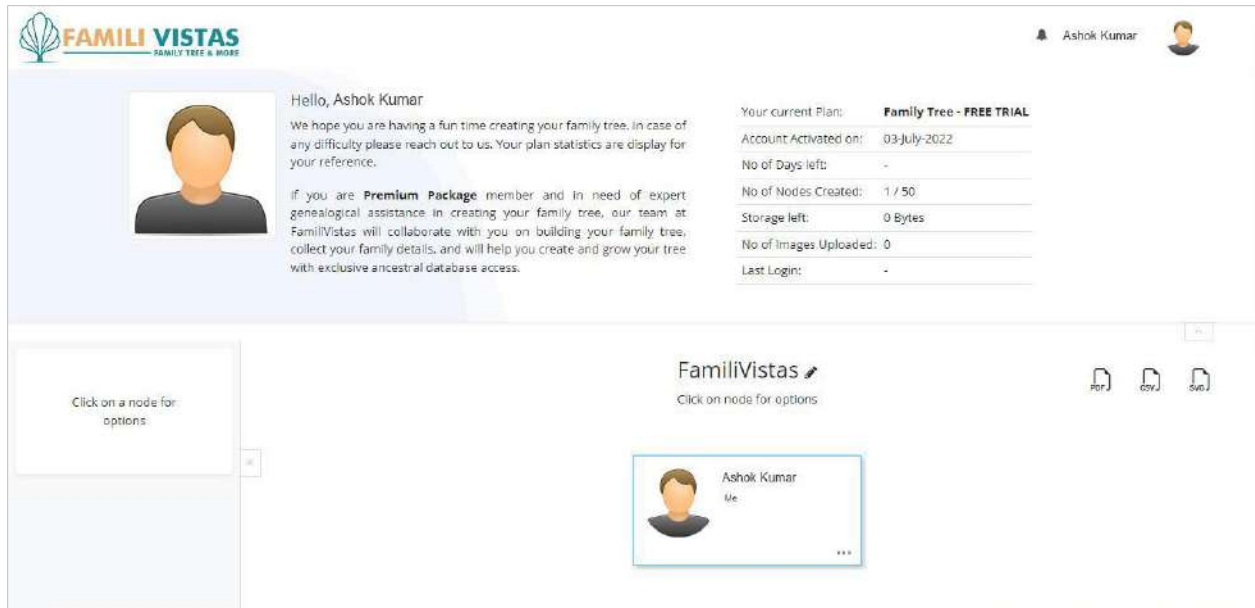 FAMILI VISTAS
FAMILY TREE & MORE
Ashok Kumar
Hello, Ashok Kumar
We hope you are having a fun time creating your family tree. In case of
any difficulty please reach out to us. Your plan statistics are display for
your reference.
If you are Premium Package member and in need of expert
genealogical assistance in creating your family tree, our team at
FamiliVistas will collaborate with you on building your family tree,
collect your family details, and will help you create and grow your tree
with exclusive ancestral database access.
Your current Plan: Family Tree - FREE TRIAL
Account Activated on: 03-July-2022
No of Days left: -
No of Nodes Created: 1 / 50
Storage left: 0 Bytes
No of Images Uploaded: 0
Last Login: -
Click on a node for
options
FamiliVistas
Click on node for options
PDF CSV SVG
Ashok Kumar
Me